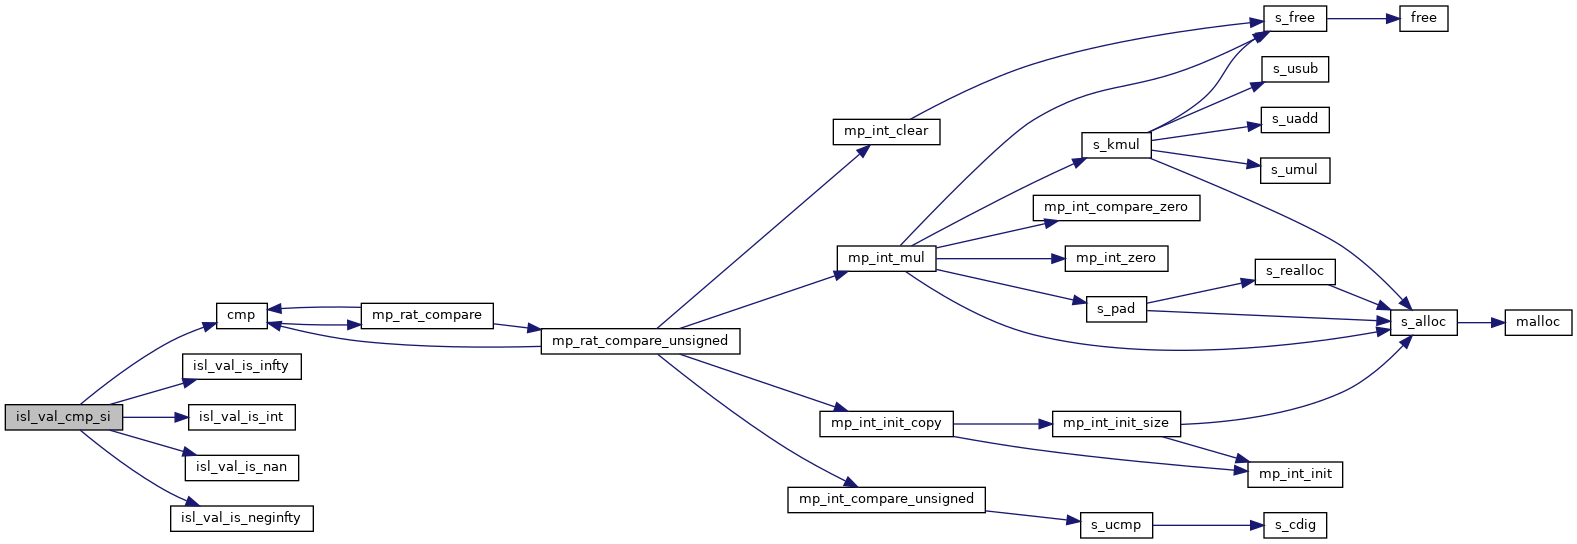 s_free
free
s_usub
s_uadd
mp_int_clear
s_kmul
s_umul
mp_int_compare_zero
mp_int_mul
mp_int_zero
s_realloc
s_pad
cmp
mp_rat_compare
s_alloc
malloc
mp_rat_compare_unsigned
isl_val_is_infty
isl_val_cmp_si
isl_val_is_int
mp_int_init_copy
mp_int_init_size
isl_val_is_nan
mp_int_init
mp_int_compare_unsigned
isl_val_is_neginfty
s_ucmp
s_cdig